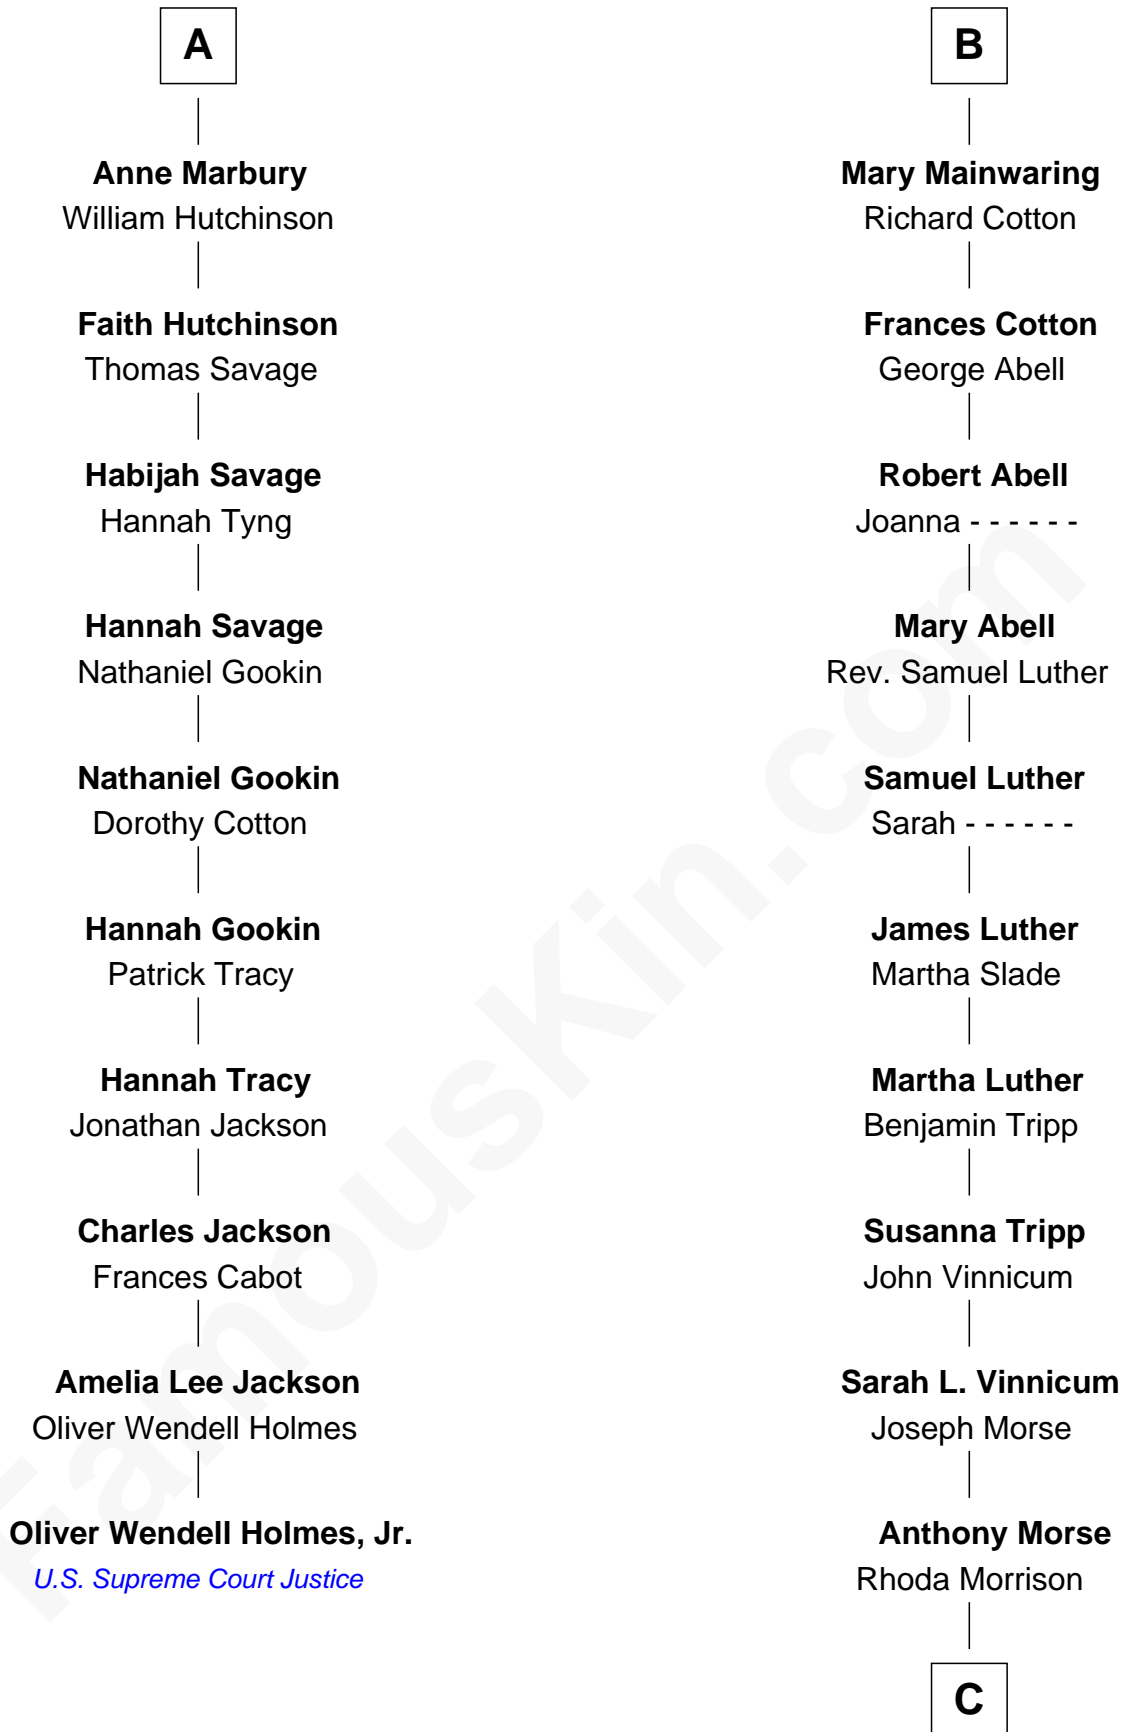 A
Anne Marbury
William Hutchinson
Faith Hutchinson
Thomas Savage
Habijah Savage
Hannah Tyng
Hannah Savage
Nathaniel Gookin
Nathaniel Gookin
Dorothy Cotton
Hannah Gookin
Patrick Tracy
Hannah Tracy
Jonathan Jackson
Charles Jackson
Frances Cabot
Amelia Lee Jackson
Oliver Wendell Holmes
Oliver Wendell Holmes, Jr.
U.S. Supreme Court Justice
B
Mary Mainwaring
Richard Cotton
Frances Cotton
George Abell
Robert Abell
Joanna - - - - - -
Mary Abell
Rev. Samuel Luther
Samuel Luther
Sarah - - - - - -
James Luther
Martha Slade
Martha Luther
Benjamin Tripp
Susanna Tripp
John Vinnicum
Sarah L. Vinnicum
Joseph Morse
Anthony Morse
Rhoda Morrison
C
FamousKin.com